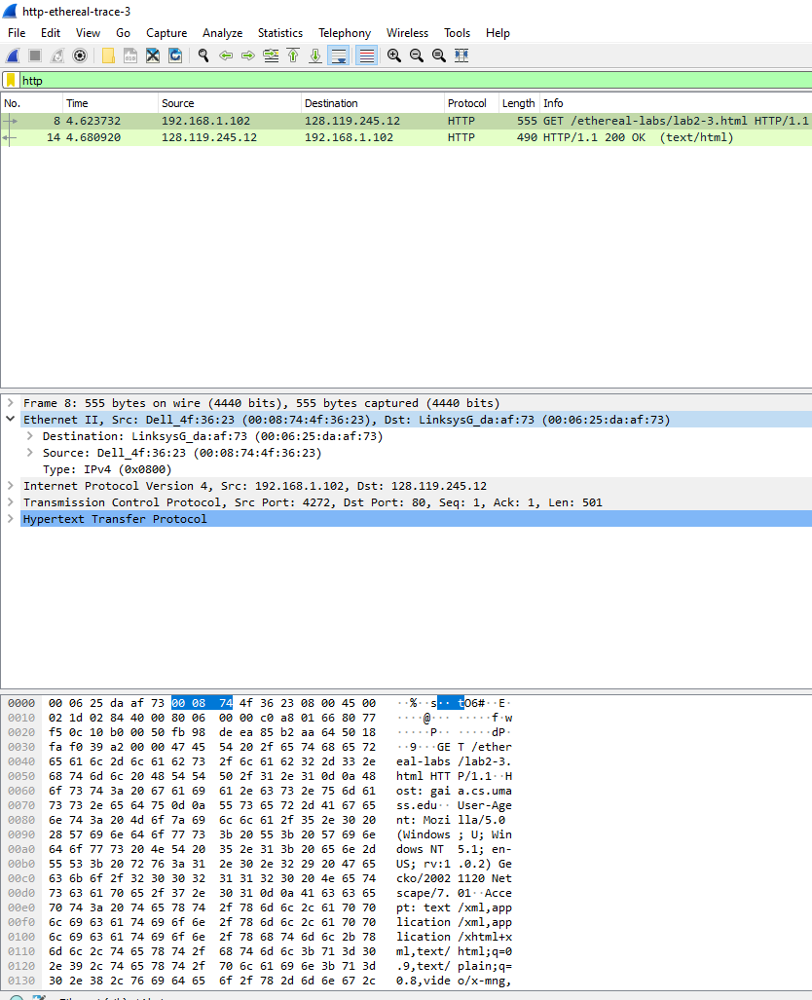 http-ethereal-trace-3
File Edit View Go Capture Analyze Statistics Telephony Wireless Tools Help
http
No. Time Source Destination Protocol Length Info
8 4.623732 192.168.1.102 128.119.245.12 HTTP 555 GET /ethereal-labs/lab2-3.html HTTP/1.1
14 4.680920 128.119.245.12 192.168.1.102 HTTP 490 HTTP/1.1 200 OK (text/html)
Frame 8: 555 bytes on wire (4440 bits), 555 bytes captured (4440 bits)
Ethernet II, Src: Dell_4f:36:23 (00:08:74:4f:36:23), Dst: LinksysG_da:af:73 (00:06:25:da:af:73)
Destination: LinksysG_da:af:73 (00:06:25:da:af:73)
Source: Dell_4f:36:23 (00:08:74:4f:36:23)
Type: IPv4 (0x0800)
Internet Protocol Version 4, Src: 192.168.1.102, Dst: 128.119.245.12
Transmission Control Protocol, Src Port: 4272, Dst Port: 80, Seq: 1, Ack: 1, Len: 501
Hypertext Transfer Protocol
0000 00 06 25 da af 73 00 08 74 4f 36 23 08 00 45 00 ··%··s·· tO6#··E·
0010 02 1d 02 84 40 00 80 06 00 00 c0 a8 01 66 80 77 ····@··· ·····f·w
0020 f5 0c 10 b0 00 50 fb 98 de ea 85 b2 aa 64 50 18 ·····P·· ·····dP·
0030 fa f0 39 a2 00 00 47 45 54 20 2f 65 74 68 65 72 ··9···GE T /ether
0040 65 61 6c 2d 6c 61 62 73 2f 6c 61 62 32 2d 33 2e eal-labs /lab2-3.
0050 68 74 6d 6c 20 48 54 54 50 2f 31 2e 31 0d 0a 48 html HTT P/1.1··H
0060 6f 73 74 3a 20 67 61 69 61 2e 63 73 2e 75 6d 61 ost: gai a.cs.uma
0070 73 73 2e 65 64 75 0d 0a 55 73 65 72 2d 41 67 65 ss.edu·· User-Age
0080 6e 74 3a 20 4d 6f 7a 69 6c 6c 61 2f 35 2e 30 20 nt: Mozi lla/5.0
0090 28 57 69 6e 64 6f 77 73 3b 20 55 3b 20 57 69 6e (Windows ; U; Win
00a0 64 6f 77 73 20 4e 54 20 35 2e 31 3b 20 65 6e 2d dows NT 5.1; en-
00b0 55 53 3b 20 72 76 3a 31 2e 30 2e 32 29 20 47 65 US; rv:1 .0.2) Ge
00c0 63 6b 6f 2f 32 30 30 32 31 31 32 30 20 4e 65 74 cko/2002 1120 Net
00d0 73 63 61 70 65 2f 37 2e 30 31 0d 0a 41 63 63 65 scape/7. 01··Acce
00e0 70 74 3a 20 74 65 78 74 2f 78 6d 6c 2c 61 70 70 pt: text /xml,app
00f0 6c 69 63 61 74 69 6f 6e 2f 78 6d 6c 2c 61 70 70 lication /xml,app
0100 6c 69 63 61 74 69 6f 6e 2f 78 68 74 6d 6c 2b 78 lication /xhtml+x
0110 6d 6c 2c 74 65 78 74 2f 68 74 6d 6c 3b 71 3d 30 ml,text/ html;q=0
0120 2e 39 2c 74 65 78 74 2f 70 6c 61 69 6e 3b 71 3d .9,text/ plain;q=
0130 30 2e 38 2c 76 69 64 65 6f 2f 78 2d 6d 6e 67 2c 0.8,vide o/x-mng,